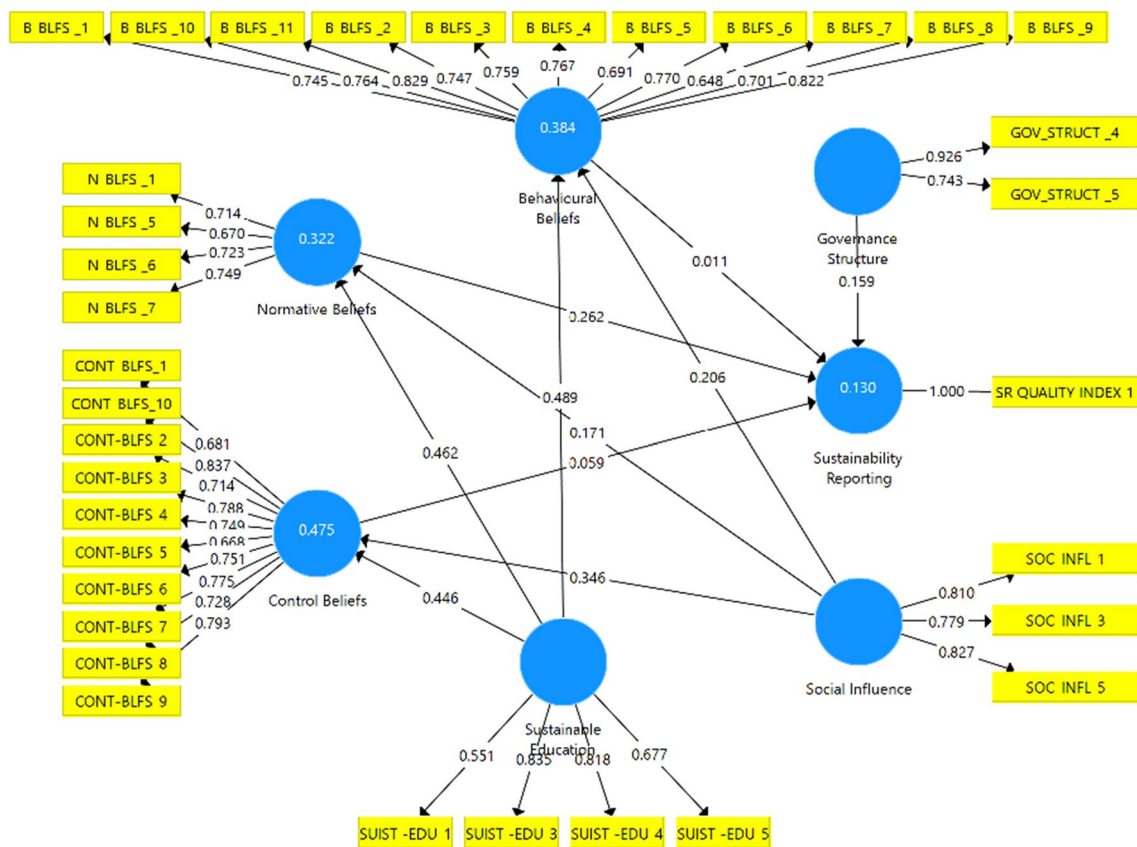 B BLFS _1 B BLFS _10 B BLFS _11 B BLFS _2 B BLFS _3 B BLFS _4 B BLFS _5 B BLFS _6 B BLFS _7 B BLFS _8 B BLFS _9
0.745 0.764 0.829 0.747 0.759 0.767 0.691 0.770 0.648 0.701 0.822
0.384
Behavioural
Beliefs
GOV_STRUCT _4
GOV_STRUCT _5
0.926
0.743
Governance
Structure
0.159
N BLFS _1
N BLFS _5
N BLFS _6
N BLFS _7
0.714
0.670
0.723
0.749
0.322
Normative Beliefs
0.011
0.262
0.206
0.489
0.171
0.059
0.462
0.346
0.446
0.130
Sustainability
Reporting
1.000
SR QUALITY INDEX 1
CONT BLFS_1
CONT BLFS_10
CONT-BLFS 2
CONT-BLFS 3
CONT-BLFS 4
CONT-BLFS 5
CONT-BLFS 6
CONT-BLFS 7
CONT-BLFS 8
CONT-BLFS 9
0.681
0.837
0.714
0.788
0.749
0.668
0.751
0.775
0.728
0.793
0.475
Control Beliefs
Social Influence
0.810
0.779
0.827
SOC INFL 1
SOC INFL 3
SOC INFL 5
Sustainable
Education
0.551 0.835 0.818 0.677
SUIST -EDU 1 SUIST -EDU 3 SUIST -EDU 4 SUIST -EDU 5